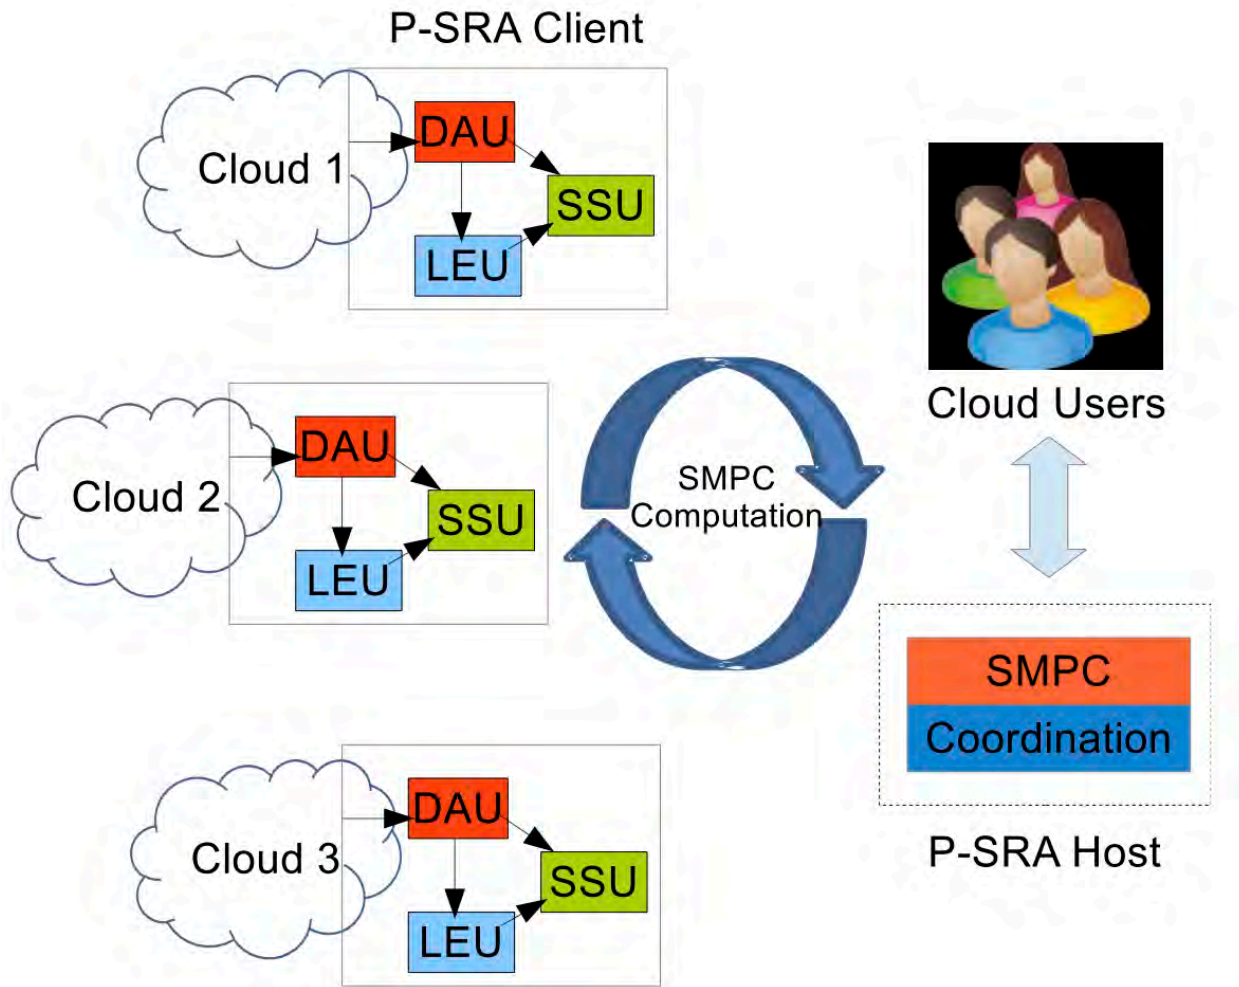 P-SRA Client
Cloud 1
DAU
SSU
LEU
Cloud 2
DAU
SSU
LEU
SMPC
Computation
Cloud Users
SMPC
Coordination
P-SRA Host
Cloud 3
DAU
SSU
LEU